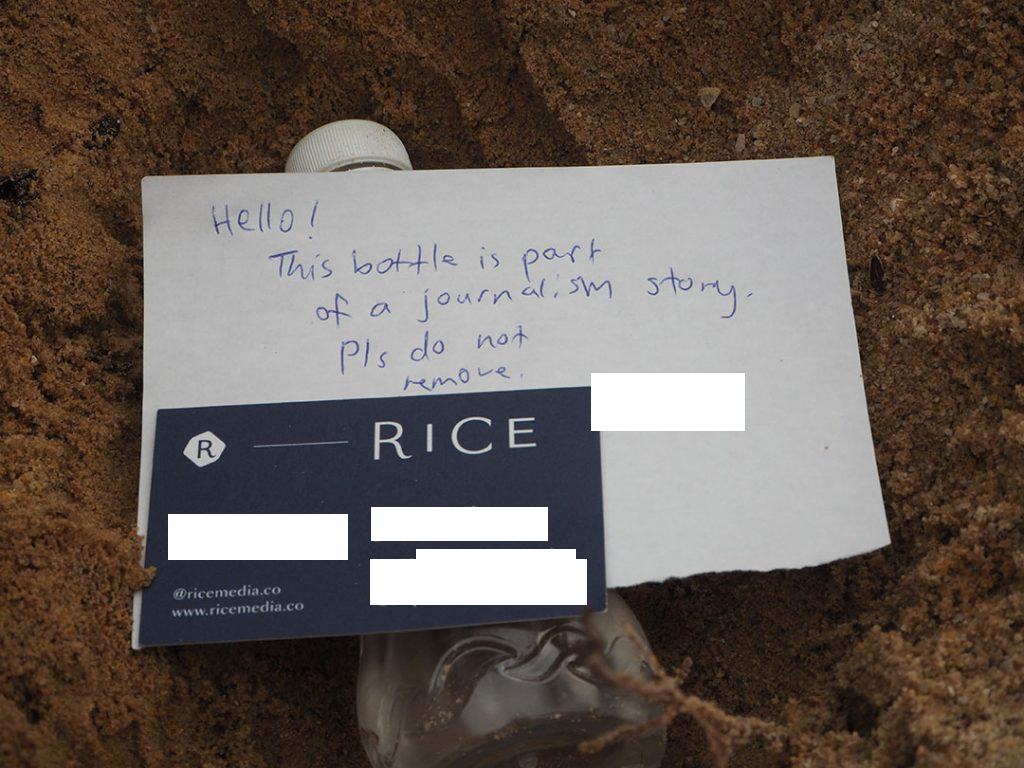 Hello!
This bottle is part
of a journalism story.
Pls do not
remove.
R RICE
@ricemedia.co
www.ricemedia.co